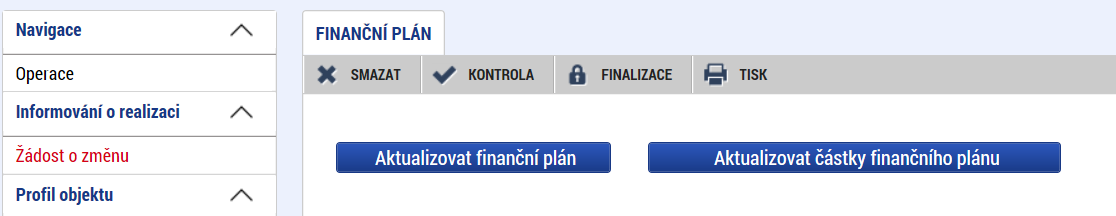 Navigace
Operace
Informování o realizaci
Žádost o změnu
Profil objektu
FINANČNÍ PLÁN
SMAZAT KONTROLA FINALIZACE TISK
Aktualizovat finanční plán Aktualizovat částky finančního plánu